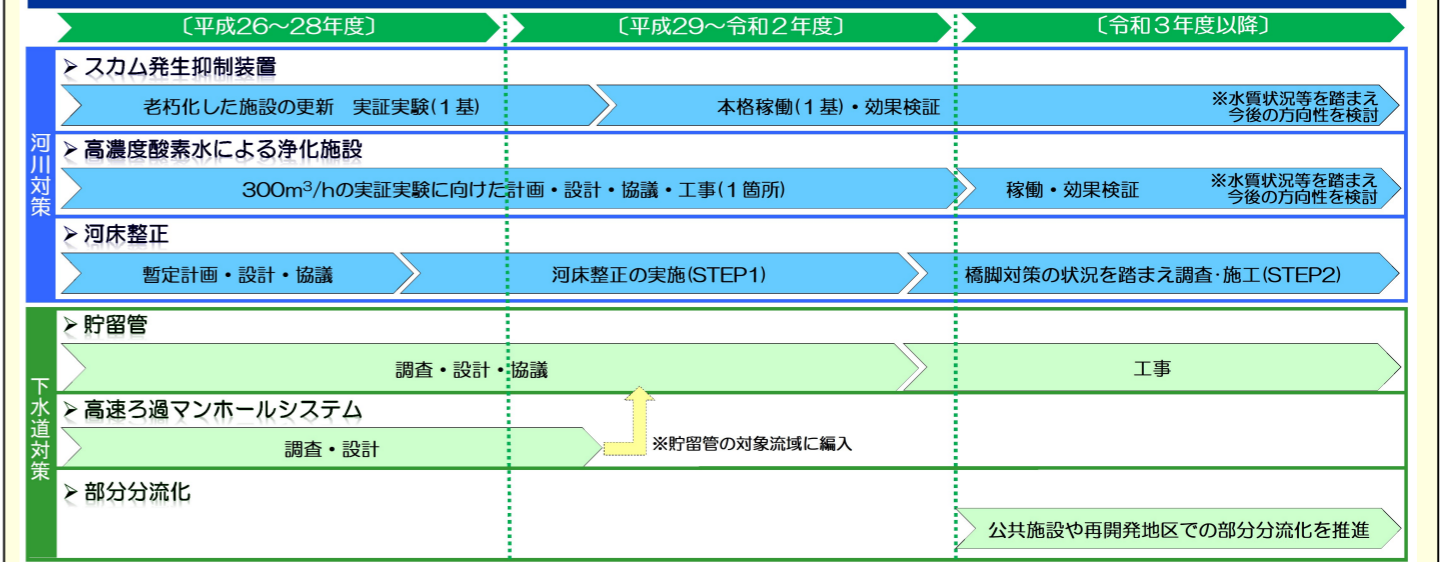 〔平成26～28年度〕 〔平成29～令和2年度〕 〔令和3年度以降〕
河川対策
➢ スカム発生抑制装置
老朽化した施設の更新　実証実験(1基) 本格稼働(1基)・効果検証 ※水質状況等を踏まえ
今後の方向性を検討
➢ 高濃度酸素水による浄化施設
300m³/hの実証実験に向けた計画・設計・協議・工事(1箇所) 稼働・効果検証 ※水質状況等を踏まえ
今後の方向性を検討
➢ 河床整正
暫定計画・設計・協議 河床整正の実施(STEP1) 橋脚対策の状況を踏まえ調査・施工(STEP2)
下水道対策
➢ 貯留管
調査・設計・協議 工事
➢ 高速ろ過マンホールシステム
調査・設計 ※貯留管の対象流域に編入
➢ 部分分流化
公共施設や再開発地区での部分分流化を推進